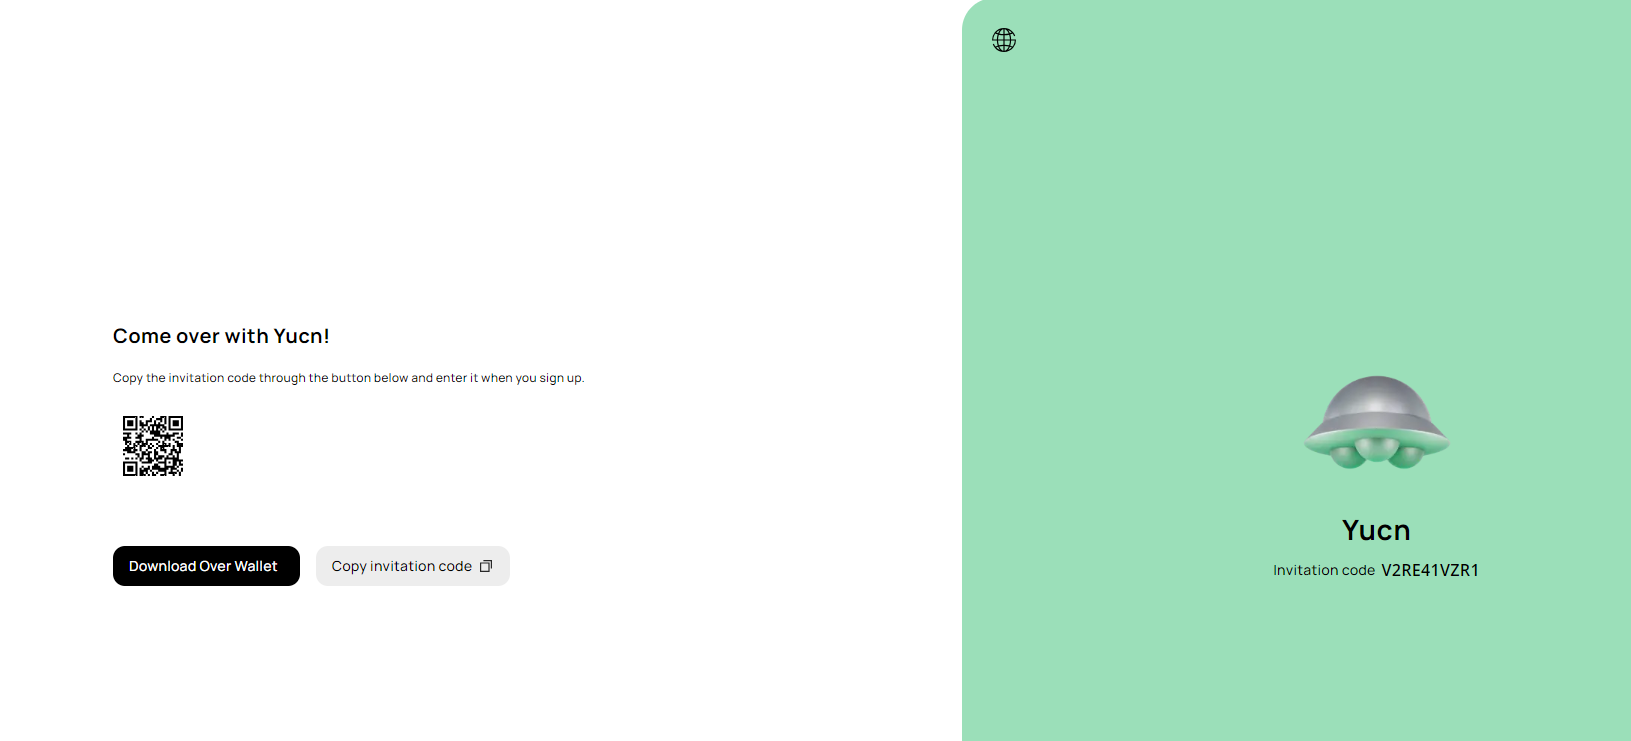 Come over with Yucn!
Copy the invitation code through the button below and enter it when you sign up.
Download Over Wallet
Copy invitation code
Yucn
Invitation code V2RE41VZR1